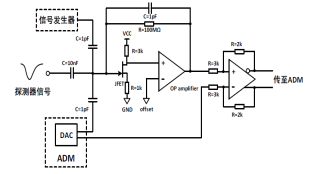 信号发生器
C=1pF
C=1pF
R=100MΩ
VCC
R=3k
C=10nF
探测器信号
JFET
R=1k
GND
offset
OP amplifier
C=1pF
DAC
ADM
R=3k
R=3k
R=2k
R=2k
传至ADM